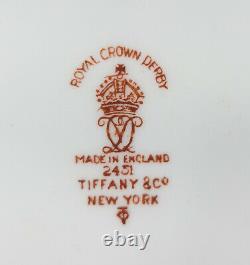 ROYAL CROWN DERBY
MADE IN ENGLAND
2451
TIFFANY & Cº
NEW YORK